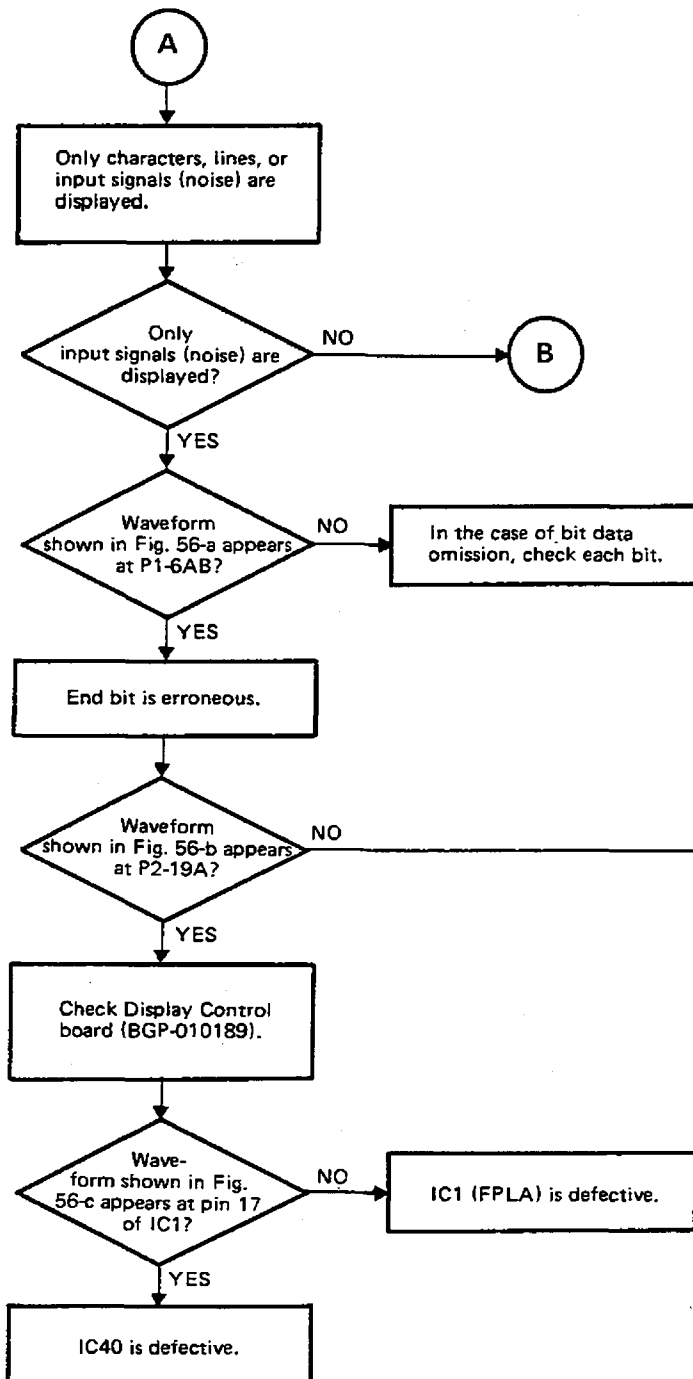 A
Only characters, lines, or
input signals (noise) are
displayed.
Only
input signals (noise) are
displayed?
NO
B
YES
Waveform
shown in Fig. 56-a appears
at P1-6AB?
NO
In the case of bit data
omission, check each bit.
YES
End bit is erroneous.
Waveform
shown in Fig. 56-b appears
at P2-19A?
NO
YES
Check Display Control
board (BGP-010189).
Wave-
form shown in Fig.
56-c appears at pin 17
of IC1?
NO
IC1 (FPLA) is defective.
YES
IC40 is defective.